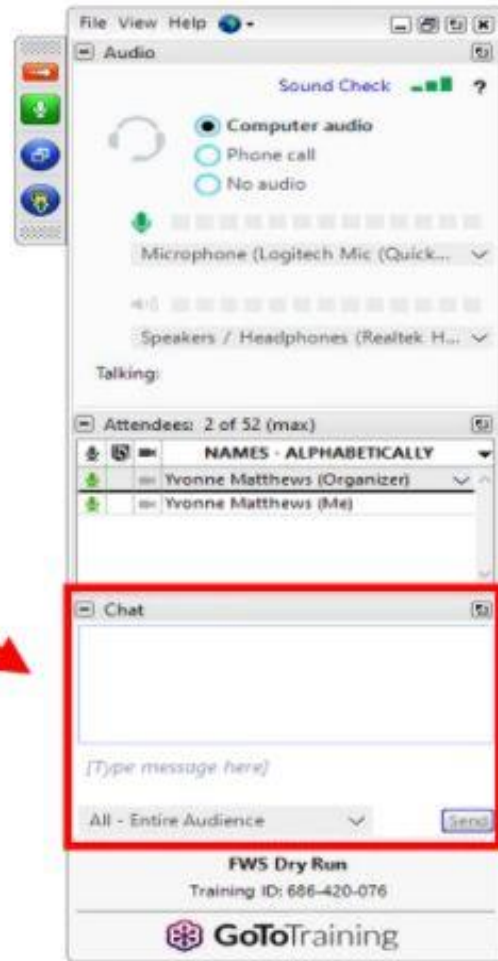 File View Help
Audio
Sound Check ?
Computer audio
Phone call
No audio
Microphone (Logitech Mic (Quick...
Speakers / Headphones (Realtek H...
Talking:
Attendees: 2 of 52 (max)
NAMES - ALPHABETICALLY
Yvonne Matthews (Organizer)
Yvonne Matthews (Me)
Chat
[Type message here]
All - Entire Audience Send
FWS Dry Run
Training ID: 686-420-076
GoToTraining